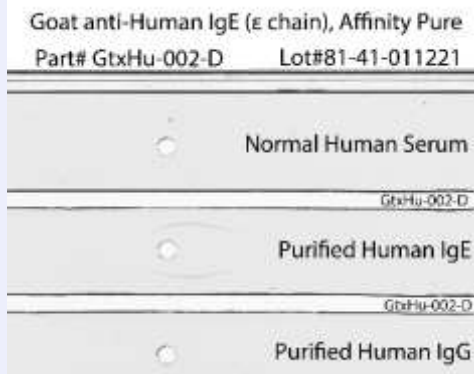 Goat anti-Human IgE (ε chain), Affinity Pure
Part# GtxHu-002-D Lot#81-41-011221
Normal Human Serum
GtxHu-002-D
Purified Human IgE
GtxHu-002-D
Purified Human IgG